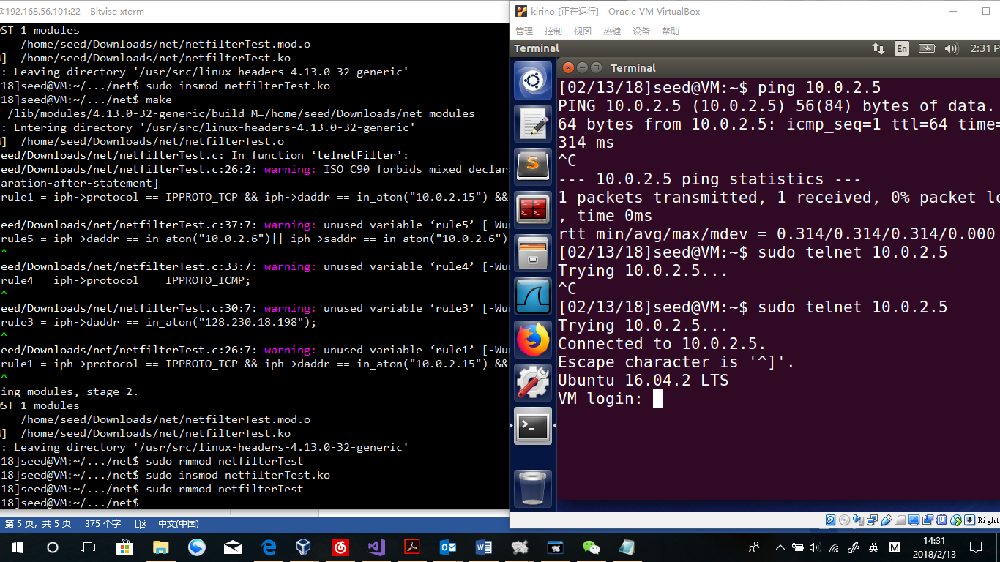 @192.168.56.101:22 - Bitvise xterm
OST 1 modules
/home/seed/Downloads/net/netfilterTest.mod.o
] /home/seed/Downloads/net/netfilterTest.ko
: Leaving directory '/usr/src/linux-headers-4.13.0-32-generic'
18]seed@VM:~/.../net$ sudo insmod netfilterTest.ko
18]seed@VM:~/.../net$ make
/lib/modules/4.13.0-32-generic/build M=/home/seed/Downloads/net modules
: Entering directory '/usr/src/linux-headers-4.13.0-32-generic'
] /home/seed/Downloads/net/netfilterTest.o
eed/Downloads/net/netfilterTest.c: In function ‘telnetFilter’:
eed/Downloads/net/netfilterTest.c:26:2: warning: ISO C90 forbids mixed declara
aration-after-statement]
rule1 = iph->protocol == IPPROTO_TCP && iph->daddr == in_aton("10.0.2.15") &&
eed/Downloads/net/netfilterTest.c:37:7: warning: unused variable ‘rule5’ [-Wu
rule5 = iph->daddr == in_aton("10.0.2.6")|| iph->saddr == in_aton("10.0.2.6")
^
eed/Downloads/net/netfilterTest.c:33:7: warning: unused variable ‘rule4’ [-Wu
rule4 = iph->protocol == IPPROTO_ICMP;
^
eed/Downloads/net/netfilterTest.c:30:7: warning: unused variable ‘rule3’ [-Wu
rule3 = iph->daddr == in_aton("128.230.18.198");
^
eed/Downloads/net/netfilterTest.c:26:7: warning: unused variable ‘rule1’ [-Wu
rule1 = iph->protocol == IPPROTO_TCP && iph->daddr == in_aton("10.0.2.15") &&
^
ing modules, stage 2.
OST 1 modules
/home/seed/Downloads/net/netfilterTest.mod.o
] /home/seed/Downloads/net/netfilterTest.ko
: Leaving directory '/usr/src/linux-headers-4.13.0-32-generic'
18]seed@VM:~/.../net$ sudo rmmod netfilterTest
18]seed@VM:~/.../net$ sudo insmod netfilterTest.ko
18]seed@VM:~/.../net$ sudo rmmod netfilterTest
18]seed@VM:~/.../net$
第 5 页，共 5 页 375 个字 中文(中国)
kirino [正在运行] - Oracle VM VirtualBox
管理 控制 视图 热键 设备 帮助
Terminal En 2:31 P
Terminal
[02/13/18]seed@VM:~$ ping 10.0.2.5
PING 10.0.2.5 (10.0.2.5) 56(84) bytes of data.
64 bytes from 10.0.2.5: icmp_seq=1 ttl=64 time=
314 ms
^C
--- 10.0.2.5 ping statistics ---
1 packets transmitted, 1 received, 0% packet lo
, time 0ms
rtt min/avg/max/mdev = 0.314/0.314/0.314/0.000
[02/13/18]seed@VM:~$ sudo telnet 10.0.2.5
Trying 10.0.2.5...
^C
[02/13/18]seed@VM:~$ sudo telnet 10.0.2.5
Trying 10.0.2.5...
Connected to 10.0.2.5.
Escape character is '^]'.
Ubuntu 16.04.2 LTS
VM login:
Right
英 M 14:31
2018/2/13